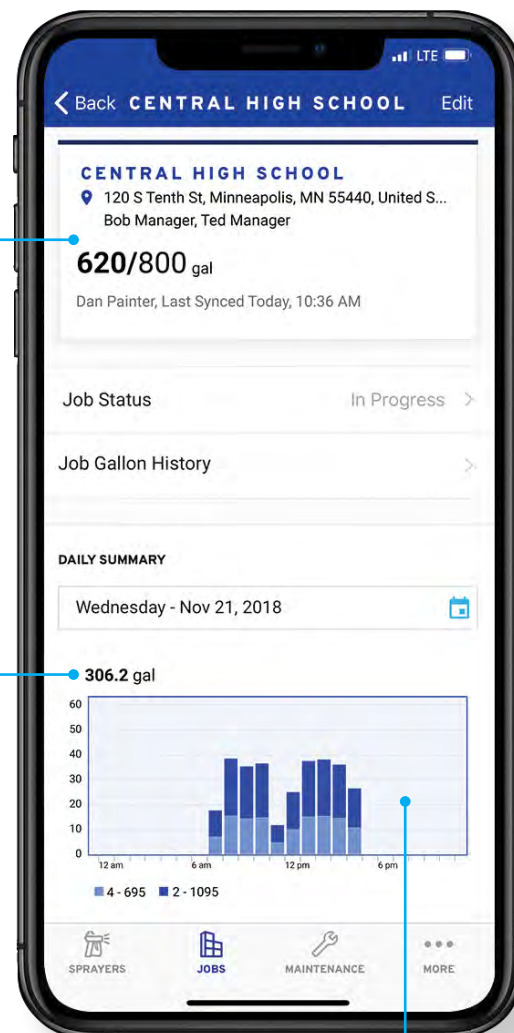 LTE
Back CENTRAL HIGH SCHOOL Edit
CENTRAL HIGH SCHOOL
120 S Tenth St, Minneapolis, MN 55440, United S...
Bob Manager, Ted Manager
620/800 gal
Dan Painter, Last Synced Today, 10:36 AM
Job Status In Progress
Job Gallon History
DAILY SUMMARY
Wednesday - Nov 21, 2018
306.2 gal
60
50
40
30
20
10
0
12 am 6 am 12 pm 6 pm
4 - 695 2 - 1095
SPRAYERS JOBS MAINTENANCE MORE